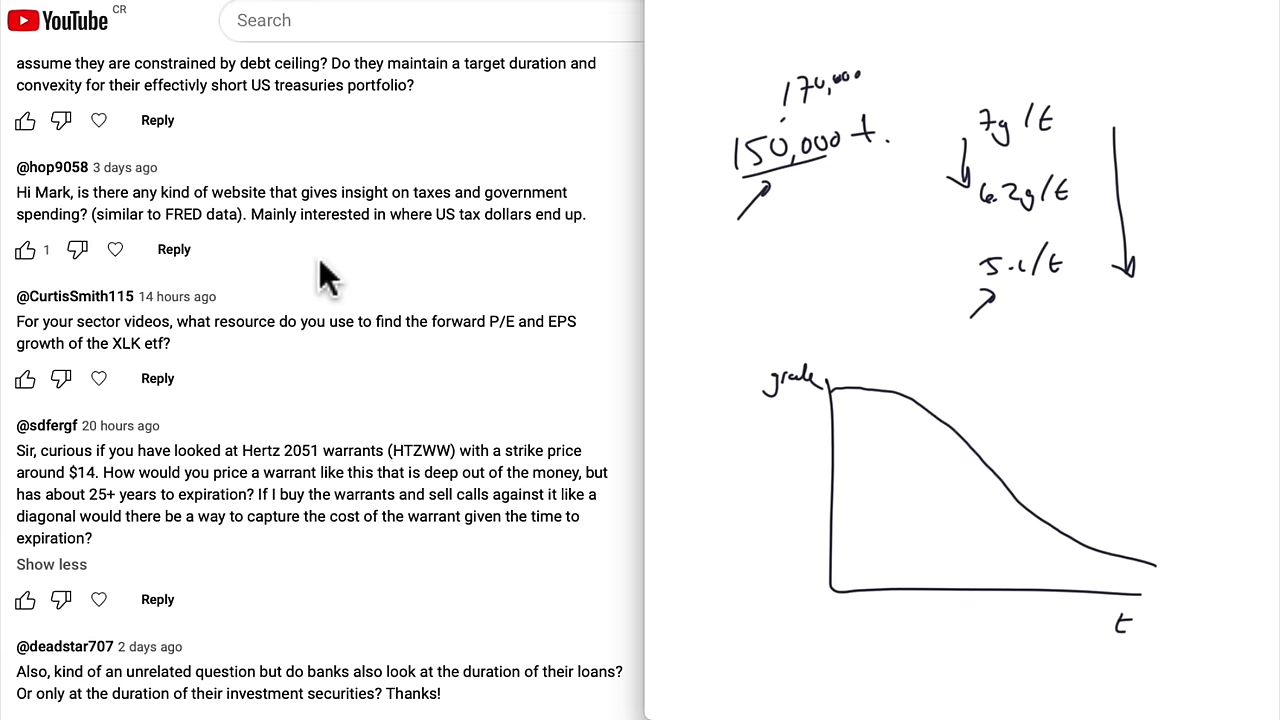 YouTube CR
Search
assume they are constrained by debt ceiling? Do they maintain a target duration and
convexity for their effectivly short US treasuries portfolio?
Reply
@hop9058 3 days ago
Hi Mark, is there any kind of website that gives insight on taxes and government
spending? (similar to FRED data). Mainly interested in where US tax dollars end up.
1
Reply
@CurtisSmith115 14 hours ago
For your sector videos, what resource do you use to find the forward P/E and EPS
growth of the XLK etf?
Reply
@sdfergf 20 hours ago
Sir, curious if you have looked at Hertz 2051 warrants (HTZWW) with a strike price
around $14. How would you price a warrant like this that is deep out of the money, but
has about 25+ years to expiration? If I buy the warrants and sell calls against it like a
diagonal would there be a way to capture the cost of the warrant given the time to
expiration?
Show less
Reply
@deadstar707 2 days ago
Also, kind of an unrelated question but do banks also look at the duration of their loans?
Or only at the duration of their investment securities? Thanks!
170,000
150,000 t.
7g/t
6.2g/t
grade
t